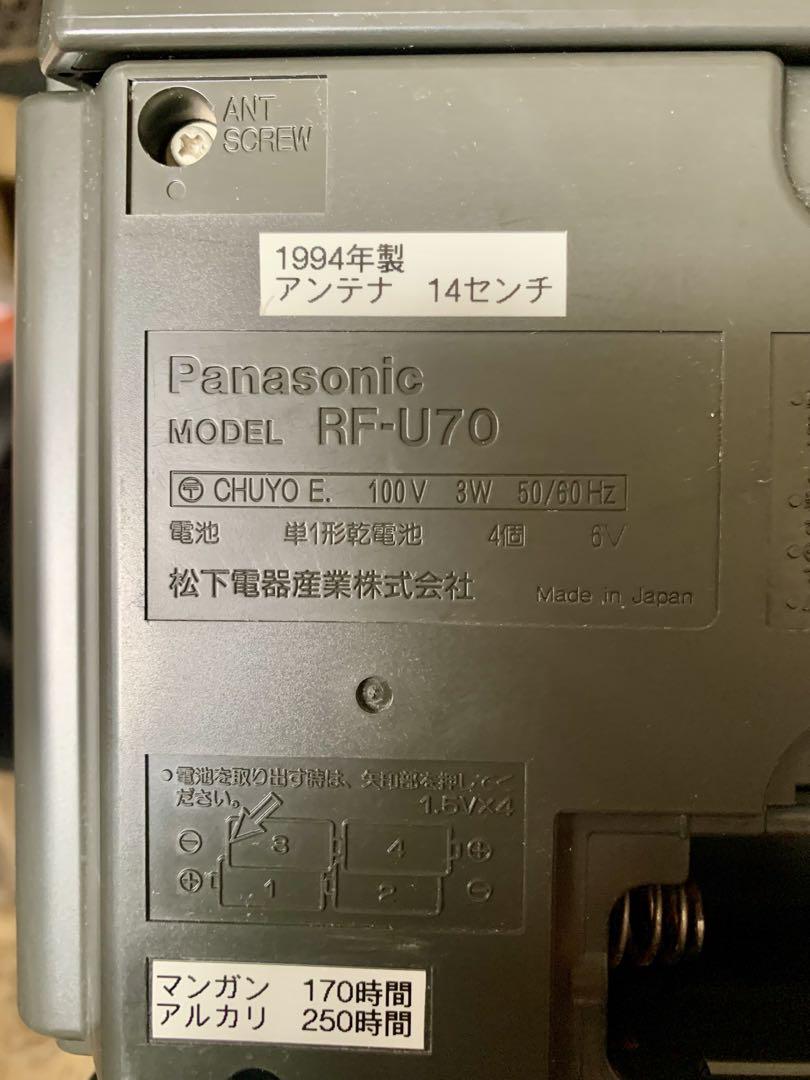 ANT
SCREW
1994年製
アンテナ 14センチ
Panasonic
MODEL RF-U70
〒 CHUYO E. 100V 3W 50/60Hz
電池 単1形乾電池 4個 6V
松下電器産業株式会社 Made in Japan
電池を取り出す時は、矢印部を押して
ださい。
1.5V×4
⊖ 3 4 ⊕
⊕ 1 2 ⊖
マンガン 170時間
アルカリ 250時間